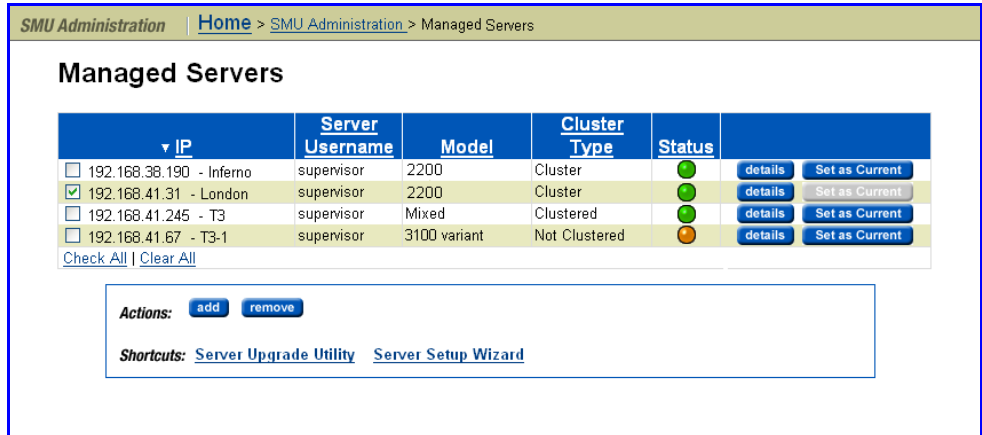 SMU Administration | Home > SMU Administration > Managed Servers
Managed Servers
▼ IP Server Username Model Cluster Type Status
192.168.38.190 - Inferno supervisor 2200 Cluster details Set as Current
192.168.41.31 - London supervisor 2200 Cluster details Set as Current
192.168.41.245 - T3 supervisor Mixed Clustered details Set as Current
192.168.41.67 - T3-1 supervisor 3100 variant Not Clustered details Set as Current
Check All | Clear All
Actions: add remove
Shortcuts: Server Upgrade Utility Server Setup Wizard